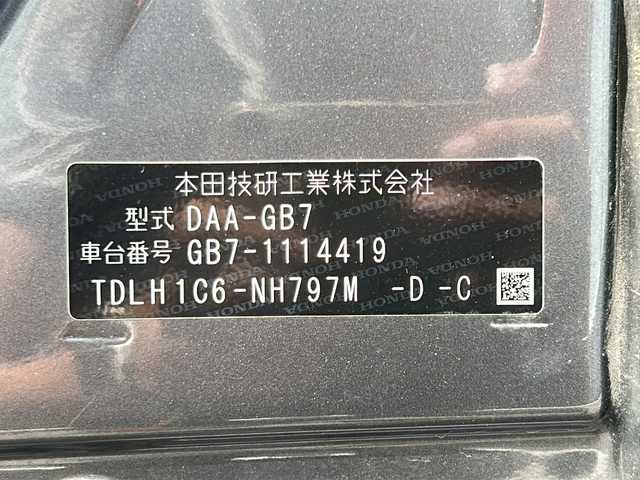 本田技研工業株式会社
型式 DAA-GB7
車台番号 GB7-1114419
TDLH1C6-NH797M -D -C